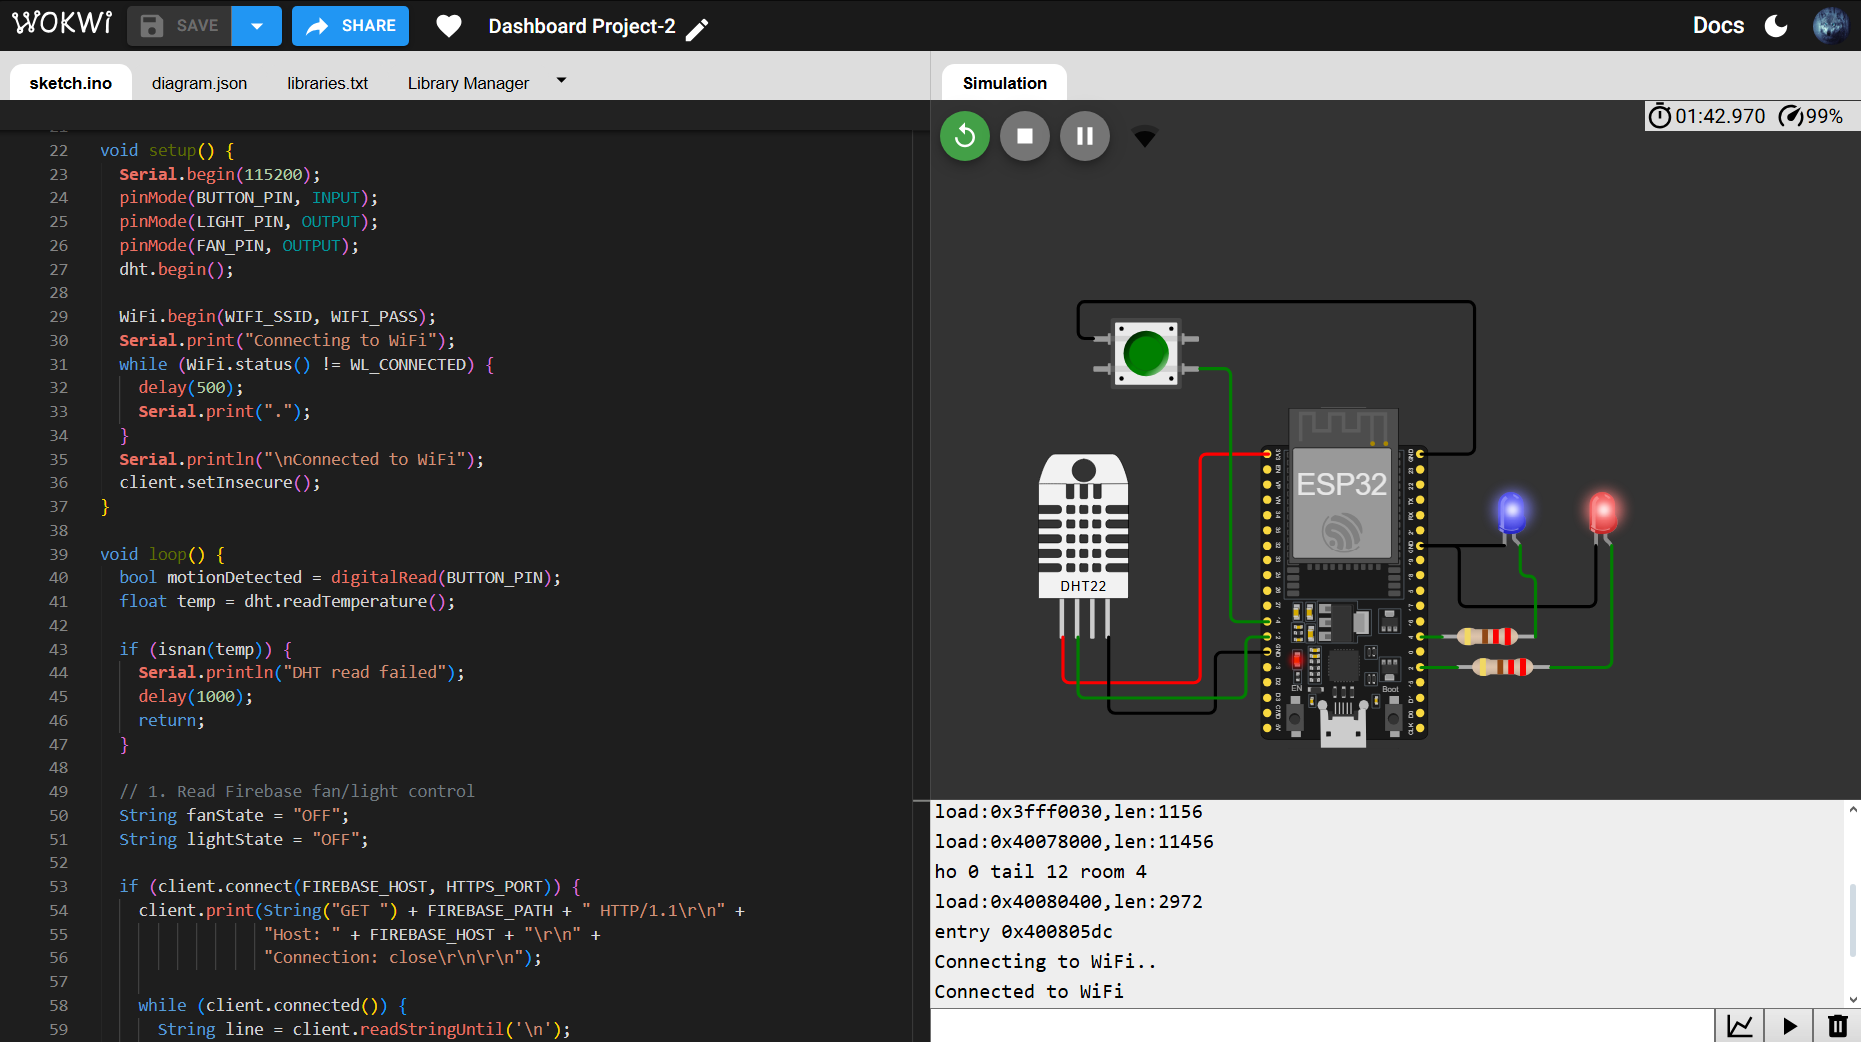 WOKWi
SAVE
SHARE
Dashboard Project-2
Docs
sketch.ino
diagram.json
libraries.txt
Library Manager
Simulation
01:42.970
99%
22 void setup() {
23 Serial.begin(115200);
24 pinMode(BUTTON_PIN, INPUT);
25 pinMode(LIGHT_PIN, OUTPUT);
26 pinMode(FAN_PIN, OUTPUT);
27 dht.begin();
28
29 WiFi.begin(WIFI_SSID, WIFI_PASS);
30 Serial.print("Connecting to WiFi");
31 while (WiFi.status() != WL_CONNECTED) {
32 delay(500);
33 Serial.print(".");
34 }
35 Serial.println("\nConnected to WiFi");
36 client.setInsecure();
37 }
38
39 void loop() {
40 bool motionDetected = digitalRead(BUTTON_PIN);
41 float temp = dht.readTemperature();
42
43 if (isnan(temp)) {
44 Serial.println("DHT read failed");
45 delay(1000);
46 return;
47 }
48
49 // 1. Read Firebase fan/light control
50 String fanState = "OFF";
51 String lightState = "OFF";
52
53 if (client.connect(FIREBASE_HOST, HTTPS_PORT)) {
54 client.print(String("GET ") + FIREBASE_PATH + " HTTP/1.1\r\n" +
55 "Host: " + FIREBASE_HOST + "\r\n" +
56 "Connection: close\r\n\r\n");
57
58 while (client.connected()) {
59 String line = client.readStringUntil('\n');
ESP32
DHT22
EN
Boot
load:0x3fff0030,len:1156
load:0x40078000,len:11456
ho 0 tail 12 room 4
load:0x40080400,len:2972
entry 0x400805dc
Connecting to WiFi..
Connected to WiFi